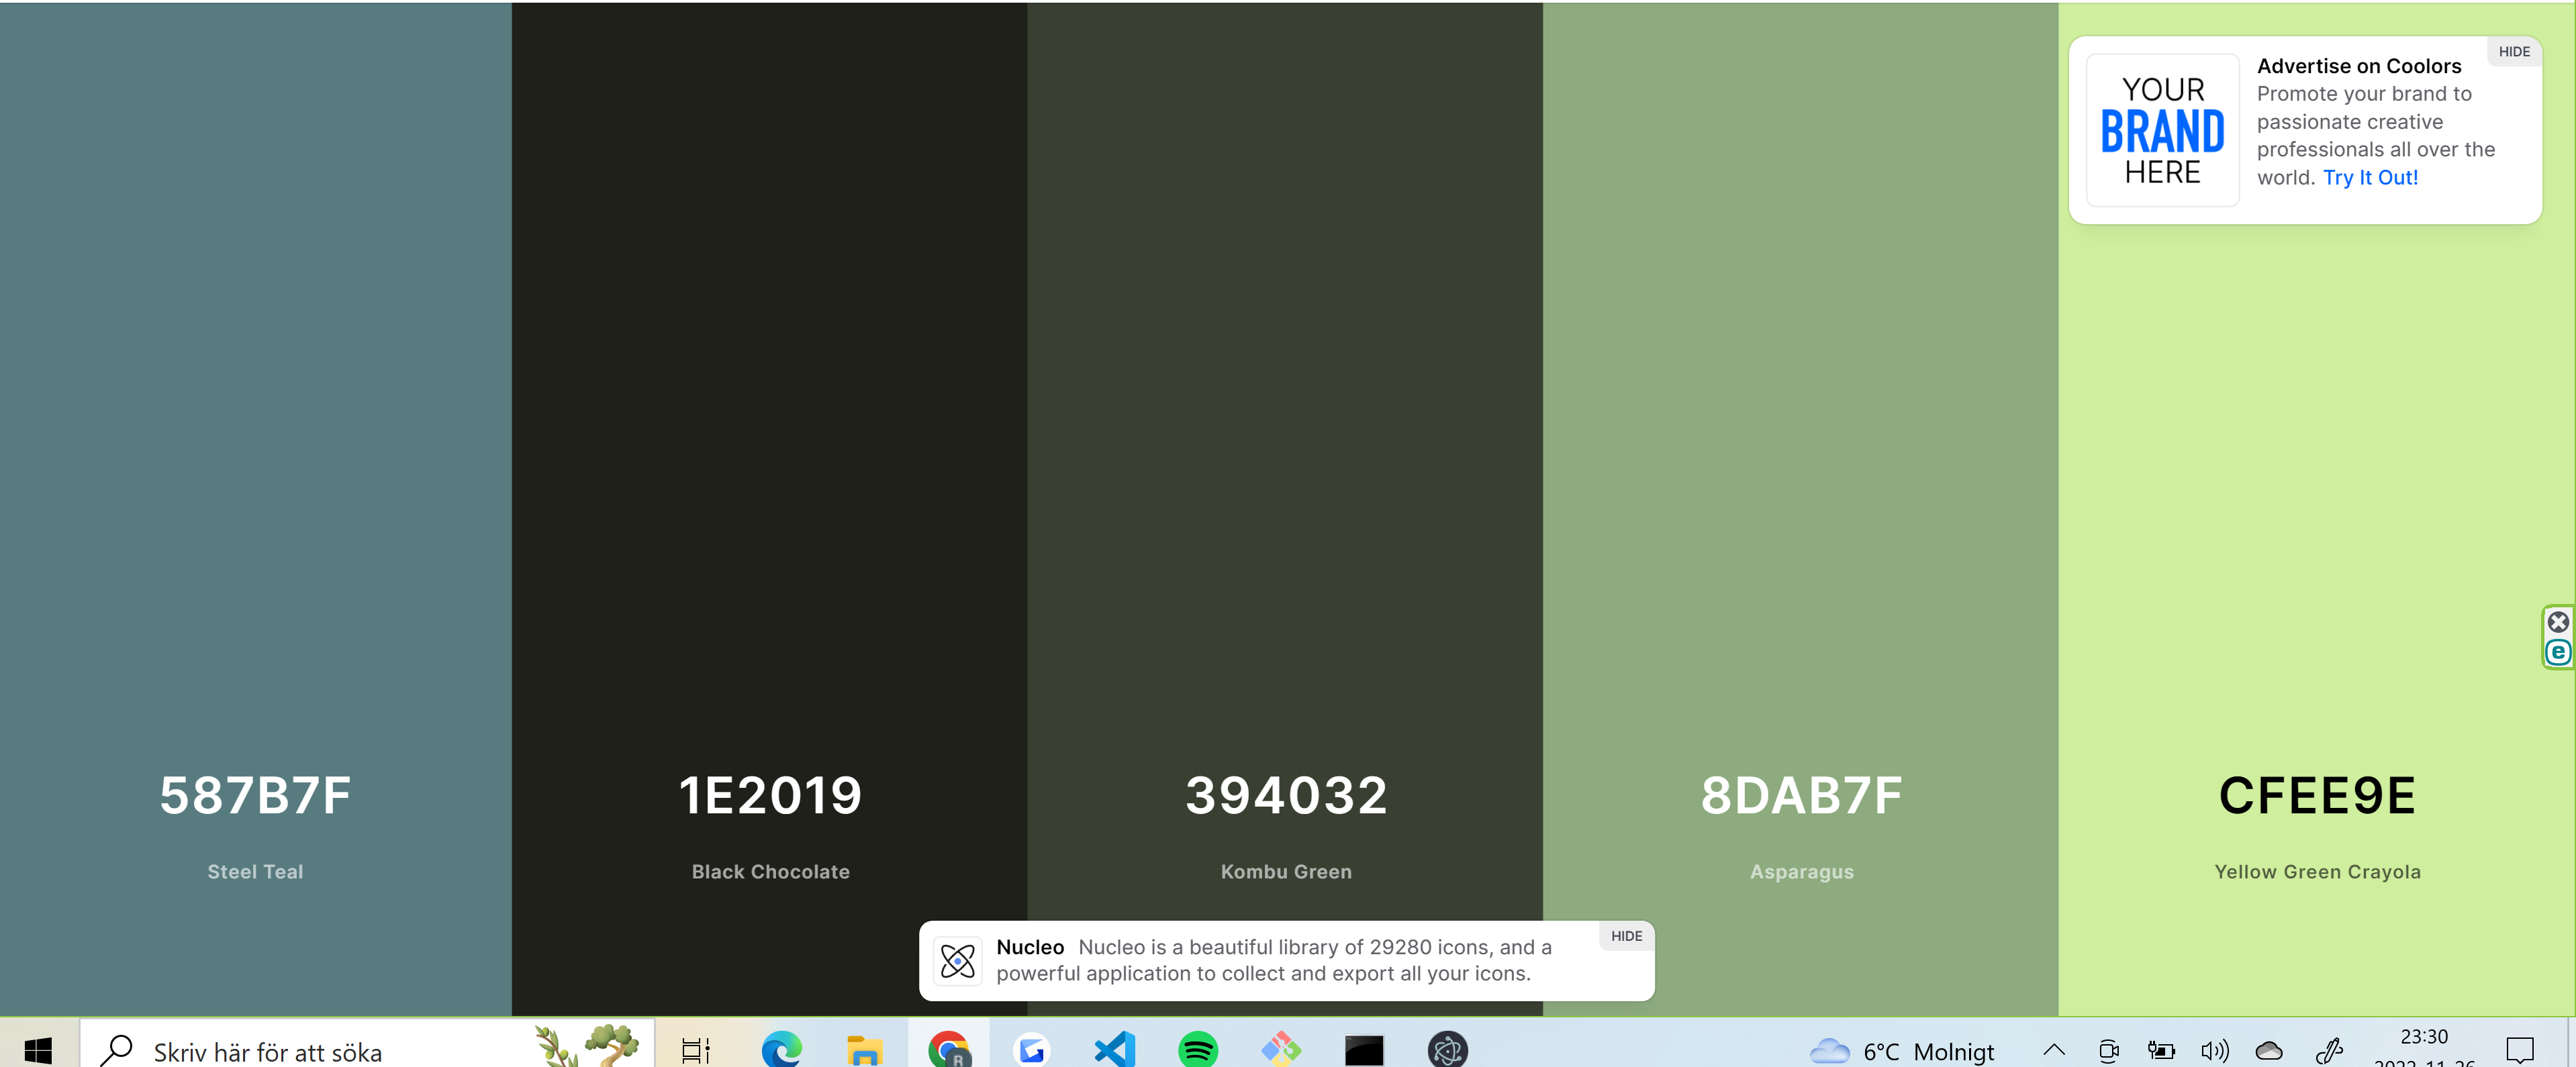 HIDE
YOUR
BRAND
HERE
Advertise on Coolors
Promote your brand to
passionate creative
professionals all over the
world. Try It Out!
587B7F
1E2019
394032
8DAB7F
CFEE9E
Steel Teal
Black Chocolate
Kombu Green
Asparagus
Yellow Green Crayola
Nucleo Nucleo is a beautiful library of 29280 icons, and a
powerful application to collect and export all your icons.
HIDE
Skriv här för att söka
R
6°C Molnigt
23:30